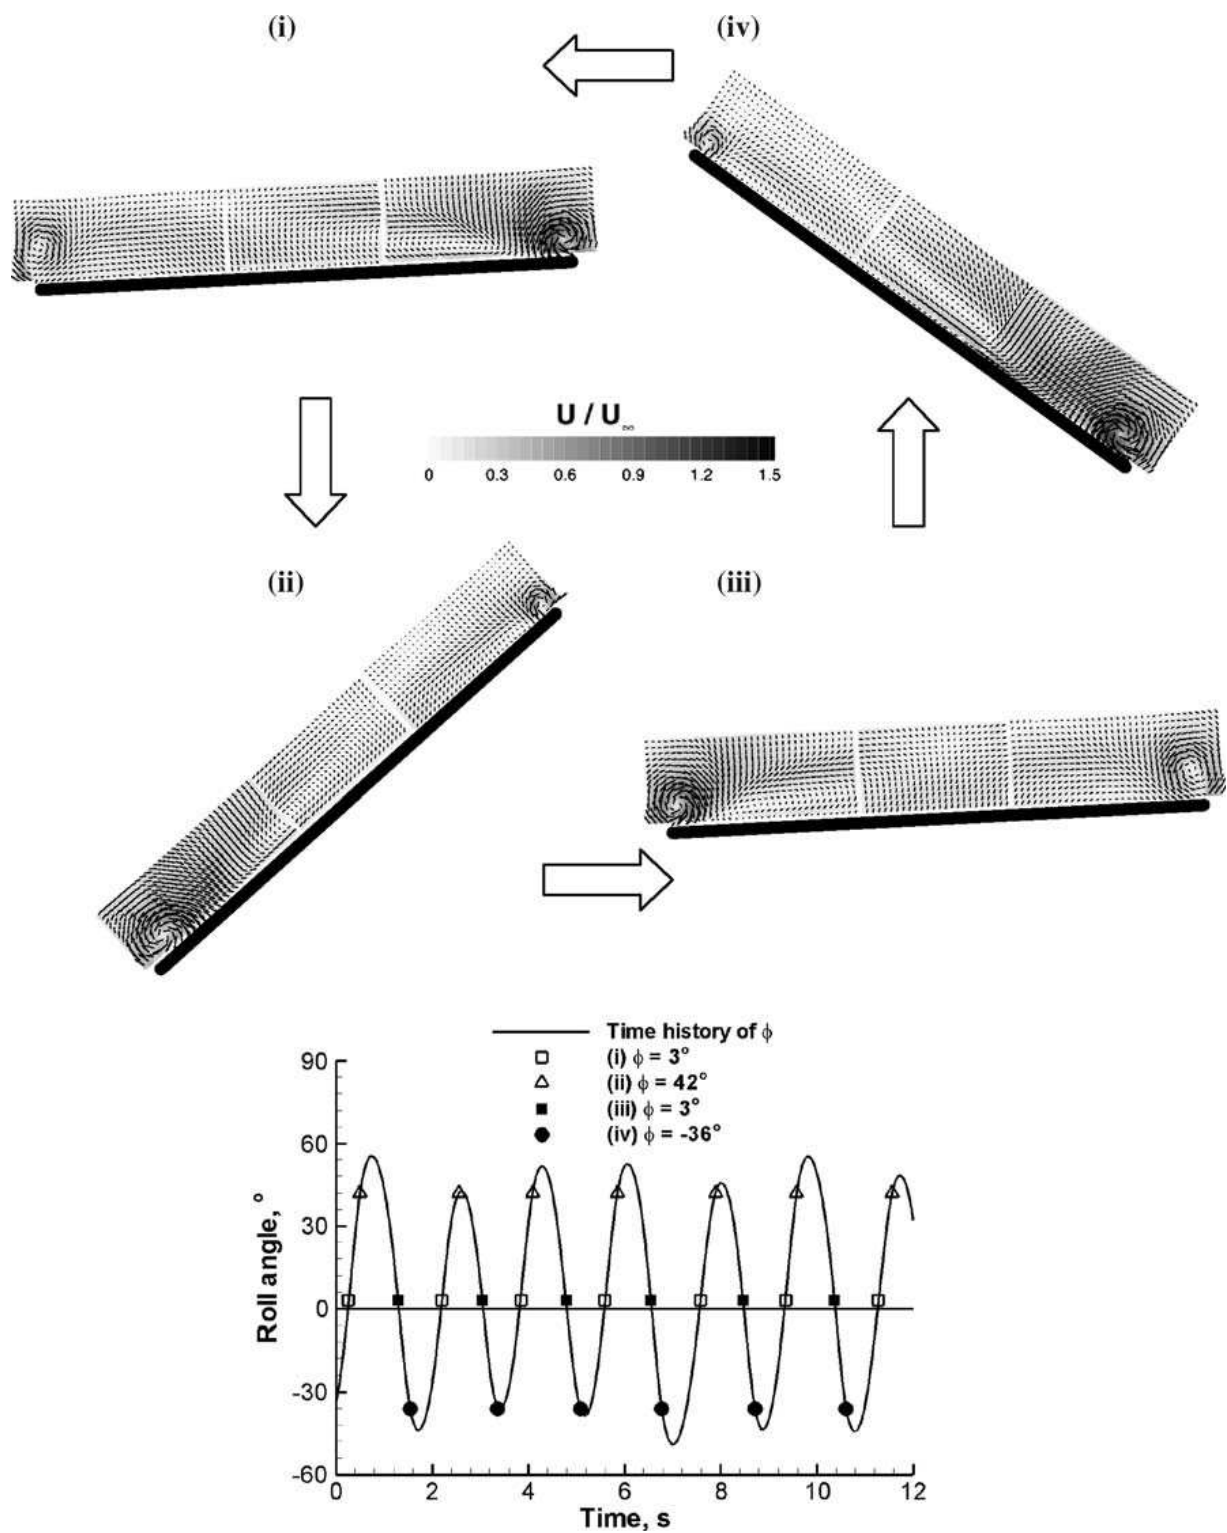 (i)
(iv)
U / U∞
0 0.3 0.6 0.9 1.2 1.5
(ii)
(iii)
Time history of ϕ
(i) ϕ = 3°
(ii) ϕ = 42°
(iii) ϕ = 3°
(iv) ϕ = -36°
90
60
30
0
-30
-60
Roll angle, °
0 2 4 6 8 10 12
Time, s